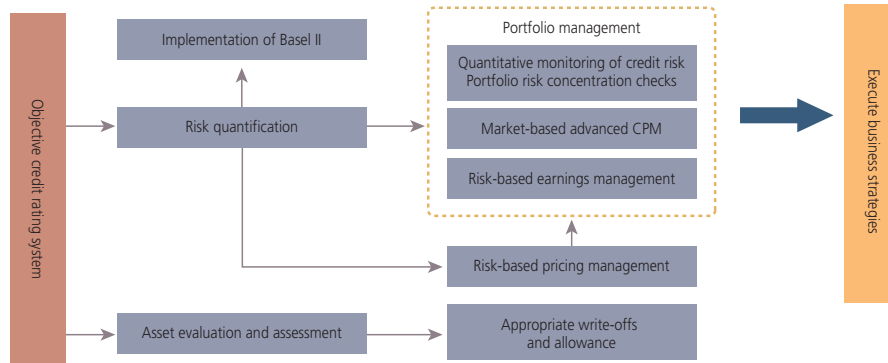 Objective credit rating system
Implementation of Basel II
Risk quantification
Asset evaluation and assessment
Portfolio management
Quantitative monitoring of credit risk
Portfolio risk concentration checks
Market-based advanced CPM
Risk-based earnings management
Risk-based pricing management
Appropriate write-offs
and allowance
Execute business strategies